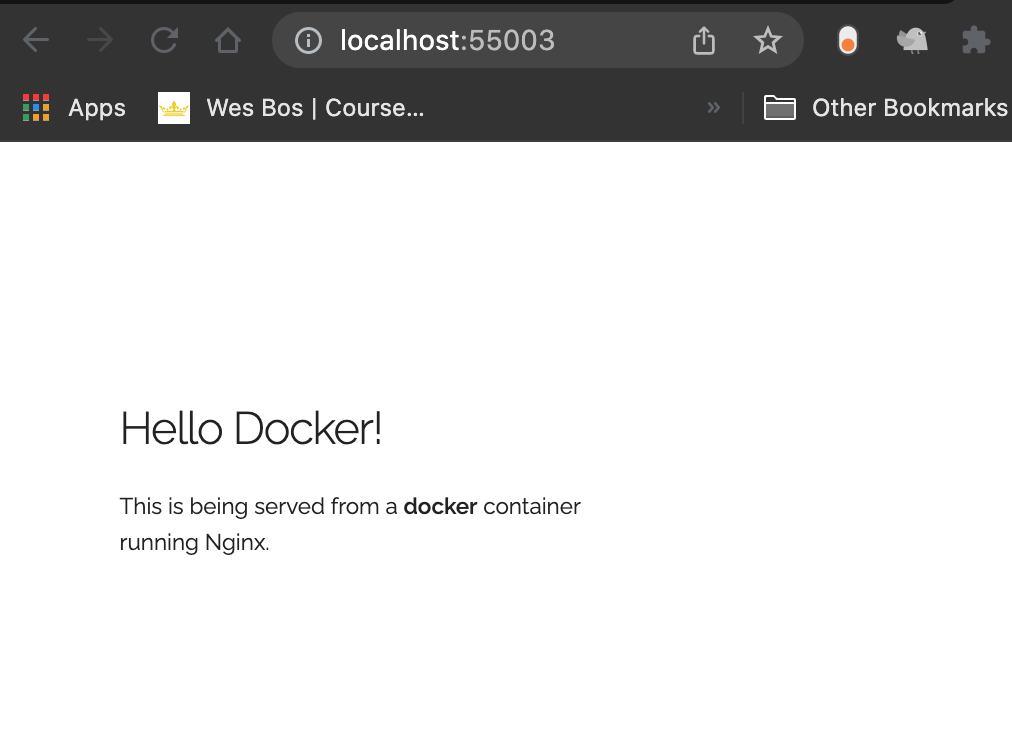 localhost:55003
Apps Wes Bos | Course... » Other Bookmarks
Hello Docker!
This is being served from a docker container
running Nginx.